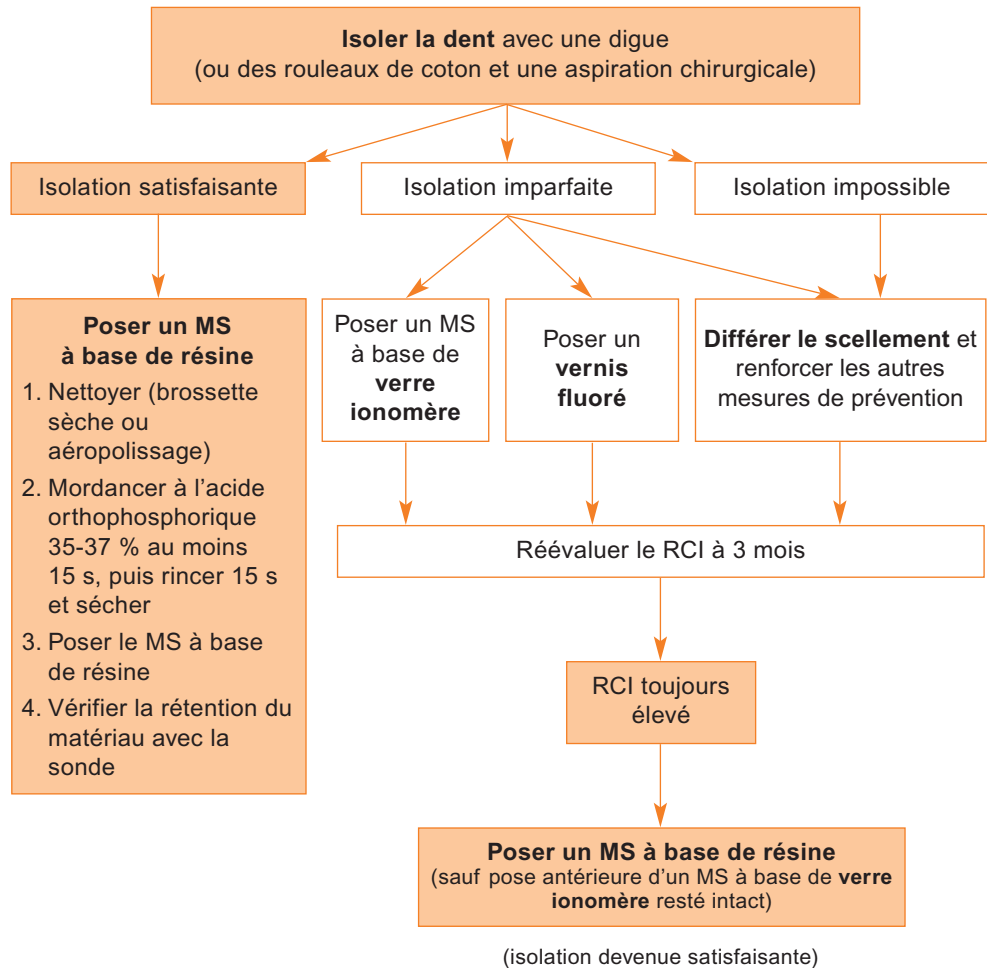 Isoler la dent avec une digue
(ou des rouleaux de coton et une aspiration chirurgicale)
Isolation satisfaisante
Isolation imparfaite
Isolation impossible
Poser un MS
à base de résine
1. Nettoyer (brossette
sèche ou
aéropolissage)
2. Mordancer à l’acide
orthophosphorique
35-37 % au moins
15 s, puis rincer 15 s
et sécher
3. Poser le MS à base
de résine
4. Vérifier la rétention du
matériau avec la
sonde
Poser un MS
à base de
verre
ionomère
Poser un
vernis
fluoré
Différer le scellement et
renforcer les autres
mesures de prévention
Réévaluer le RCI à 3 mois
RCI toujours
élevé
Poser un MS à base de résine
(sauf pose antérieure d’un MS à base de verre
ionomère resté intact)
(isolation devenue satisfaisante)